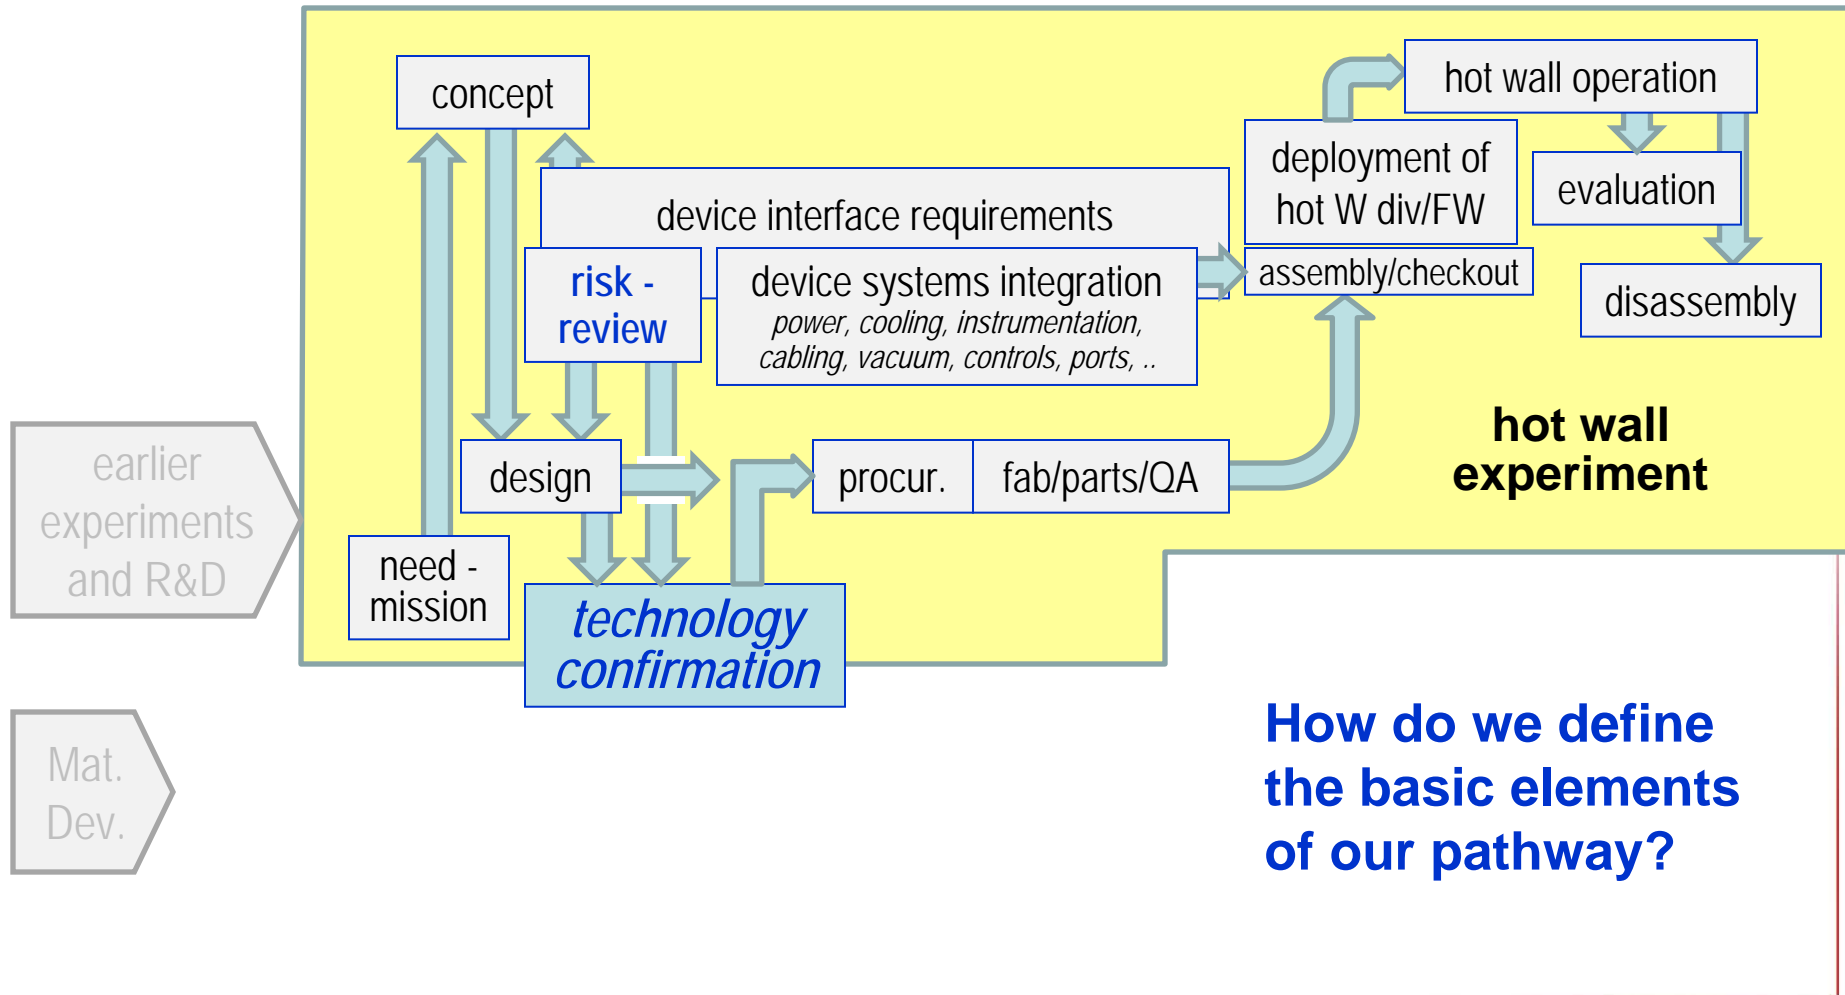 concept
hot wall operation
deployment of
hot W div/FW
evaluation
device interface requirements
risk -
review
device systems integration
power, cooling, instrumentation,
cabling, vacuum, controls, ports, ..
assembly/checkout
disassembly
earlier
experiments
and R&D
design
procur.
fab/parts/QA
hot wall
experiment
need -
mission
technology
confirmation
Mat.
Dev.
How do we define
the basic elements
of our pathway?